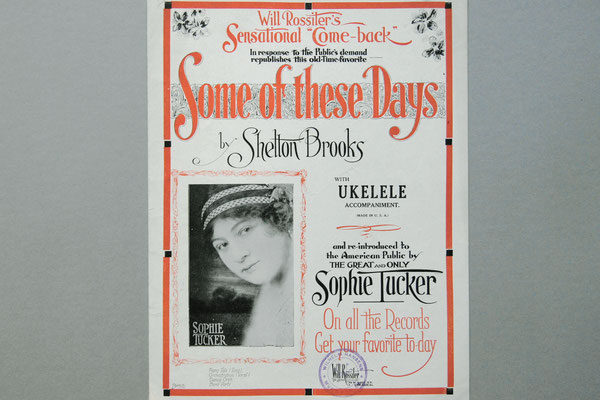 Will Rossiter's
Sensational "Come-back"
In response to the Public's demand
republishes this old-Time-favorite
Some of these Days
by Shelton Brooks
WITH
UKELELE
ACCOMPANIMENT.
(MADE IN U. S. A.)
and re-introduced to
the American Public by
THE GREAT AND ONLY
Sophie Tucker
On all the Records
Get your favorite to-day
SOPHIE
TUCKER
Will Rossiter